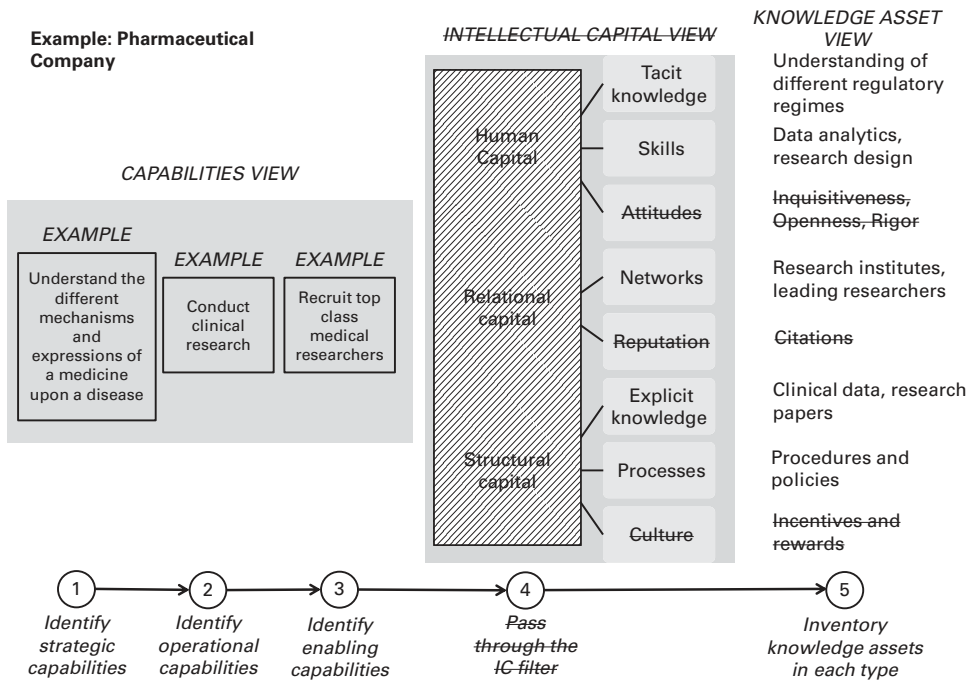 Example: Pharmaceutical
Company
CAPABILITIES VIEW
EXAMPLE
Understand the
different
mechanisms
and
expressions of
a medicine
upon a disease
EXAMPLE
Conduct
clinical
research
EXAMPLE
Recruit top
class
medical
researchers
INTELLECTUAL CAPITAL VIEW
Human
Capital
Tacit
knowledge
Skills
Attitudes
Relational
capital
Networks
Reputation
Structural
capital
Explicit
knowledge
Processes
Culture
KNOWLEDGE ASSET
VIEW
Understanding of
different regulatory
regimes
Data analytics,
research design
Inquisitiveness,
Openness, Rigor
Research institutes,
leading researchers
Citations
Clinical data, research
papers
Procedures and
policies
Incentives and
rewards
1
Identify
strategic
capabilities
2
Identify
operational
capabilities
3
Identify
enabling
capabilities
4
Pass
through the
IC filter
5
Inventory
knowledge assets
in each type